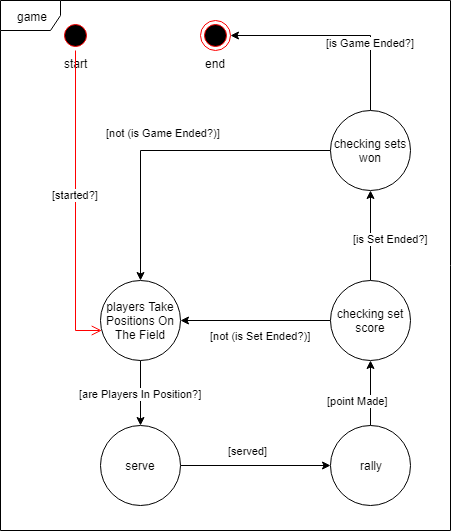 game
start
end
[is Game Ended?]
[not (is Game Ended?)]
checking sets
won
[started?]
[is Set Ended?]
players Take
Positions On
The Field
[not (is Set Ended?)]
checking set
score
[are Players In Position?]
[point Made]
serve
[served]
rally